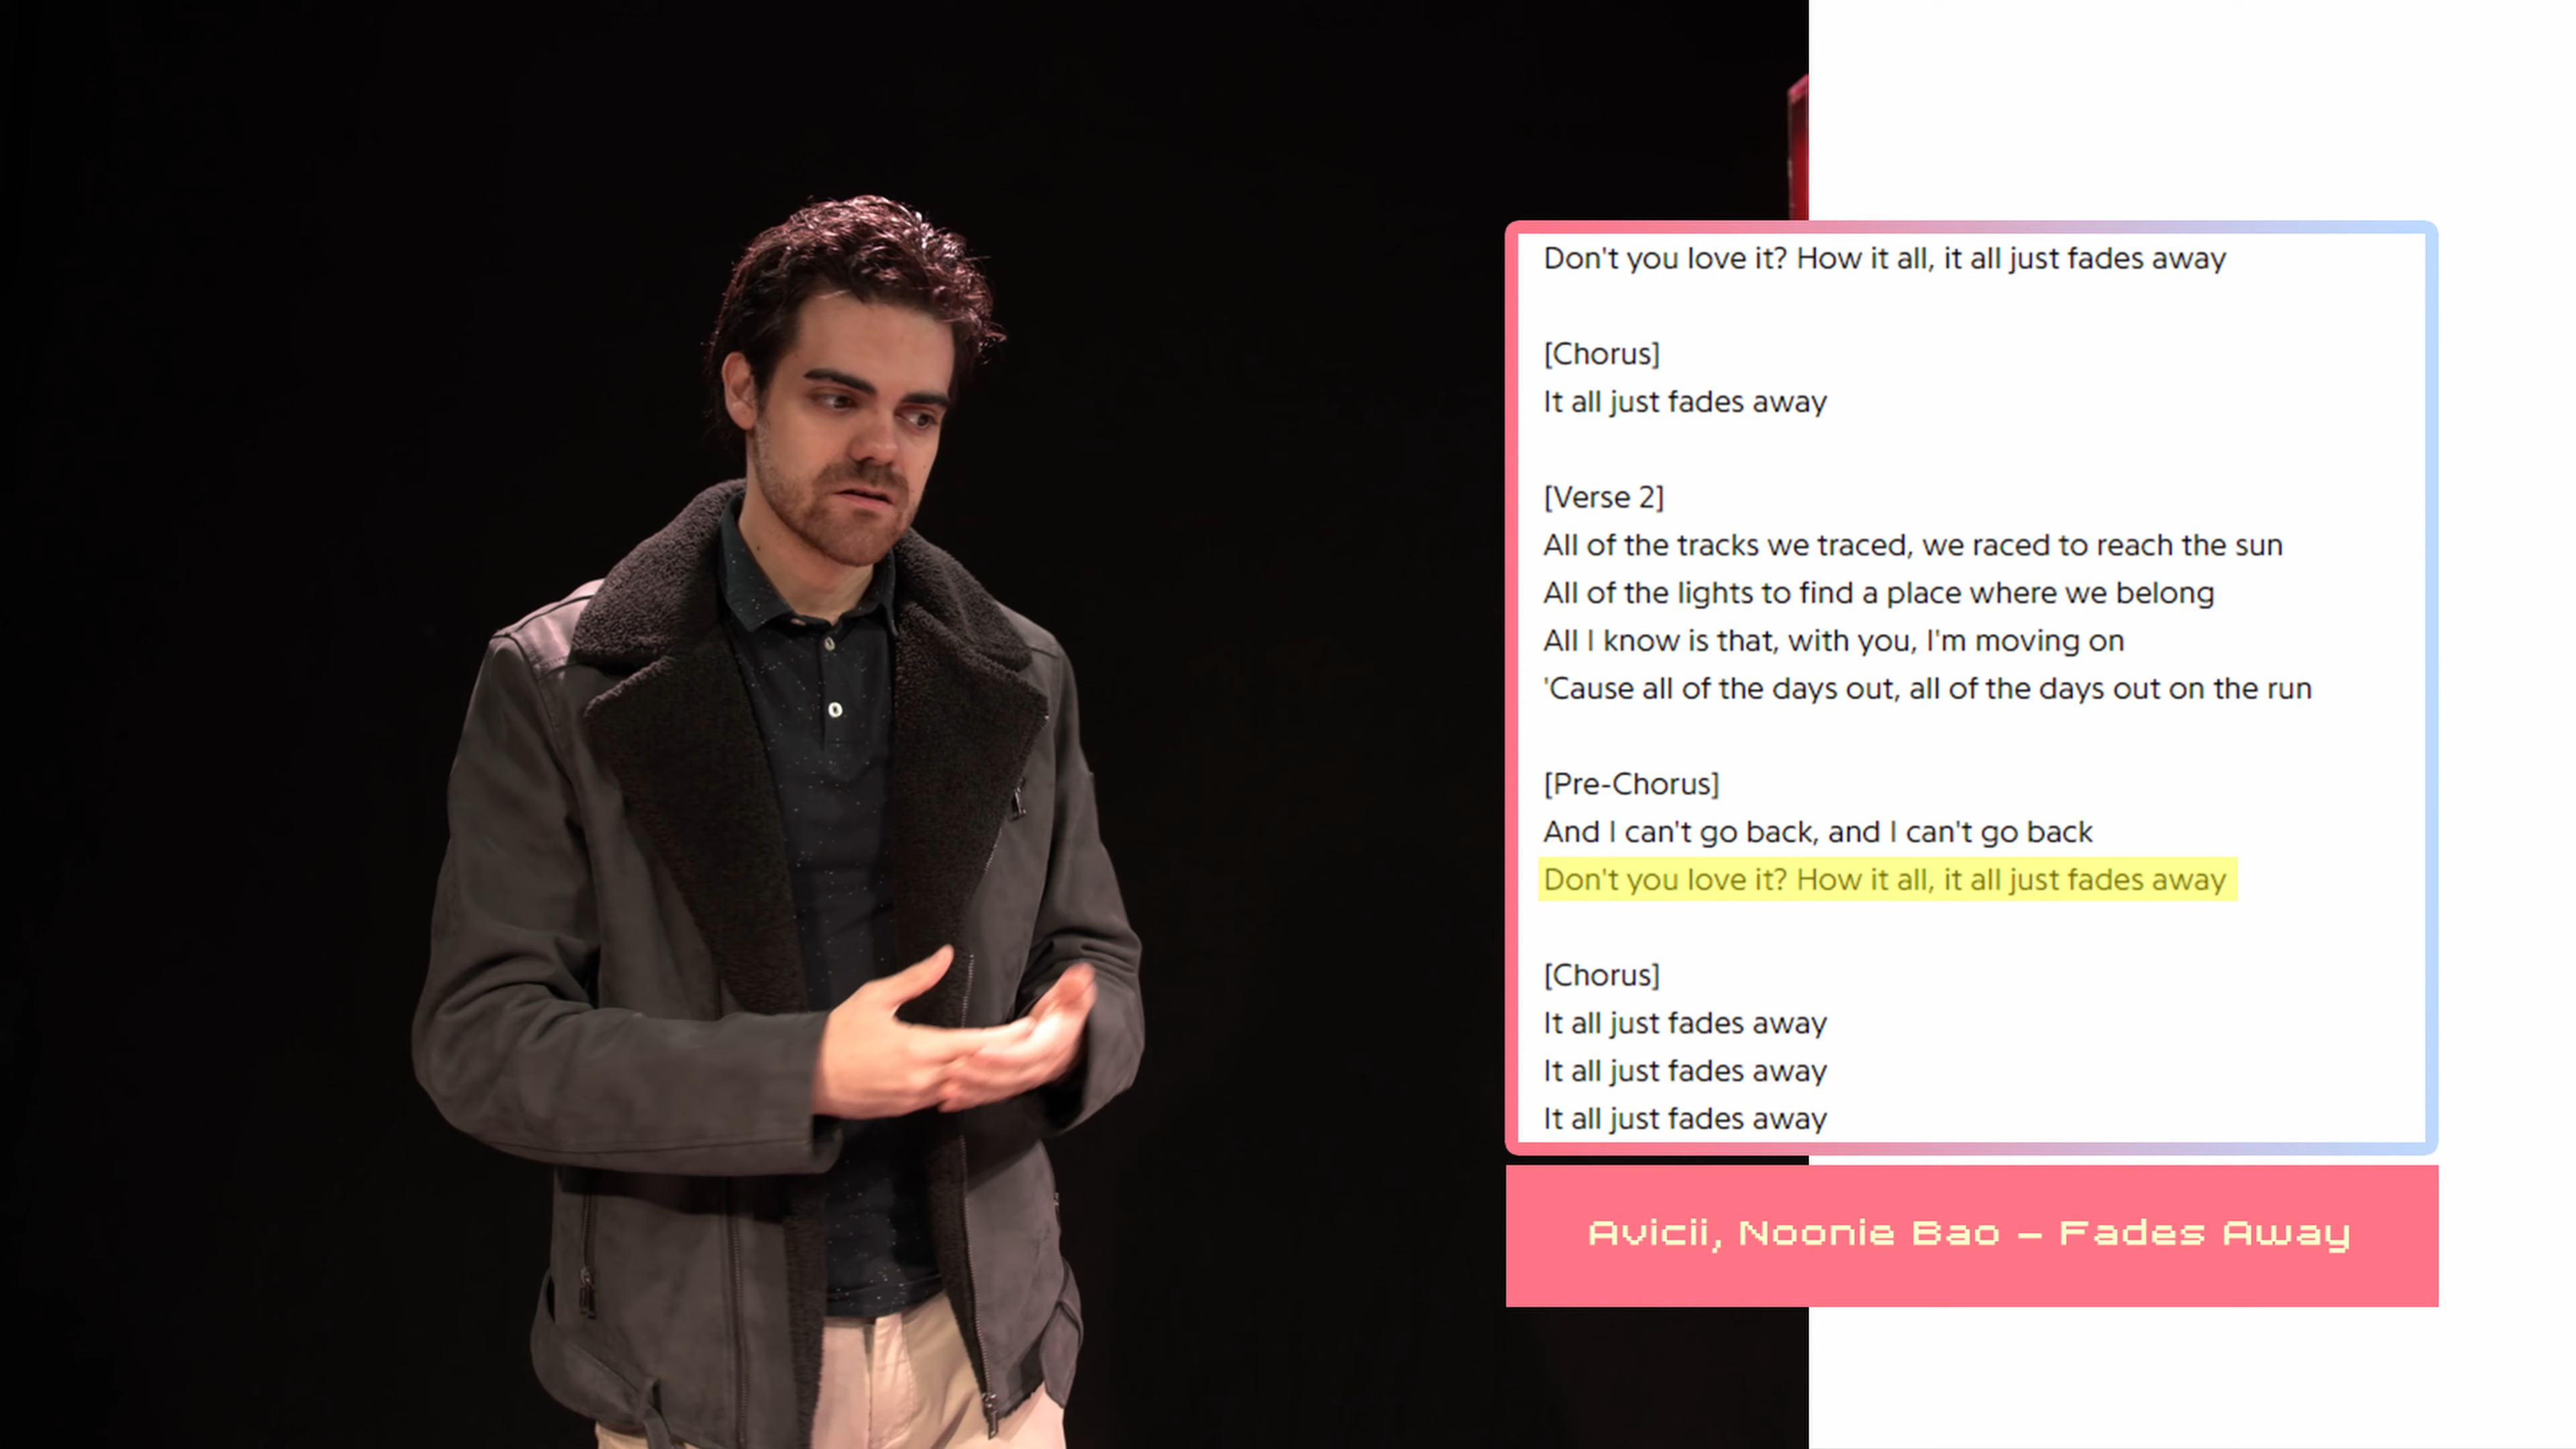 Don't you love it? How it all, it all just fades away
[Chorus]
It all just fades away
[Verse 2]
All of the tracks we traced, we raced to reach the sun
All of the lights to find a place where we belong
All I know is that, with you, I'm moving on
'Cause all of the days out, all of the days out on the run
[Pre-Chorus]
And I can't go back, and I can't go back
Don't you love it? How it all, it all just fades away
[Chorus]
It all just fades away
It all just fades away
It all just fades away
Avicii, Noonie Bao – Fades Away